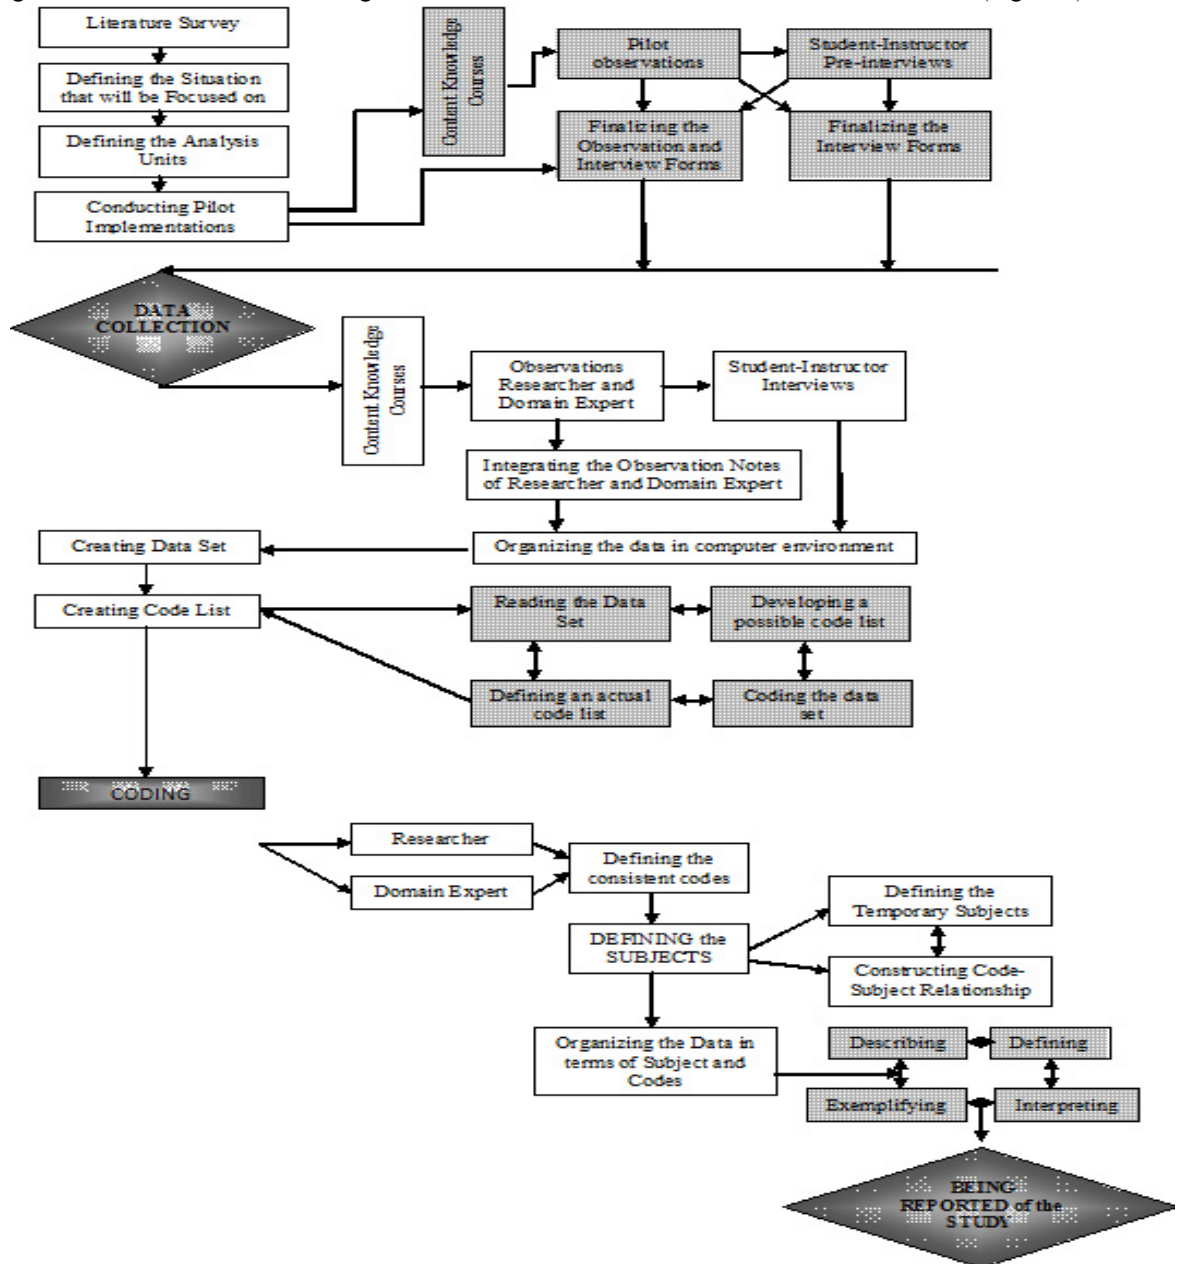 Literature Survey
Defining the Situation
that will be Focused on
Defining the Analysis
Units
Conducting Pilot
Implementations
Content Knowledge
Courses
Pilot
observations
Student-Instructor
Pre-interviews
Finalizing the
Observation and
Interview Forms
Finalizing the
Interview Forms
DATA
COLLECTION
Content Knowledge
Courses
Observations
Researcher and
Domain Expert
Student-Instructor
Interviews
Integrating the Observation Notes
of Researcher and Domain Expert
Organizing the data in computer environment
Creating Data Set
Creating Code List
Reading the Data
Set
Developing a
possible code list
Defining an actual
code list
Coding the data
set
CODING
Researcher
Domain Expert
Defining the
consistent codes
DEFINING the
SUBJECTS
Defining the
Temporary Subjects
Constructing Code-
Subject Relationship
Organizing the Data in
terms of Subject and
Codes
Describing
Defining
Exemplifying
Interpreting
BEING
REPORTED of the
STUDY